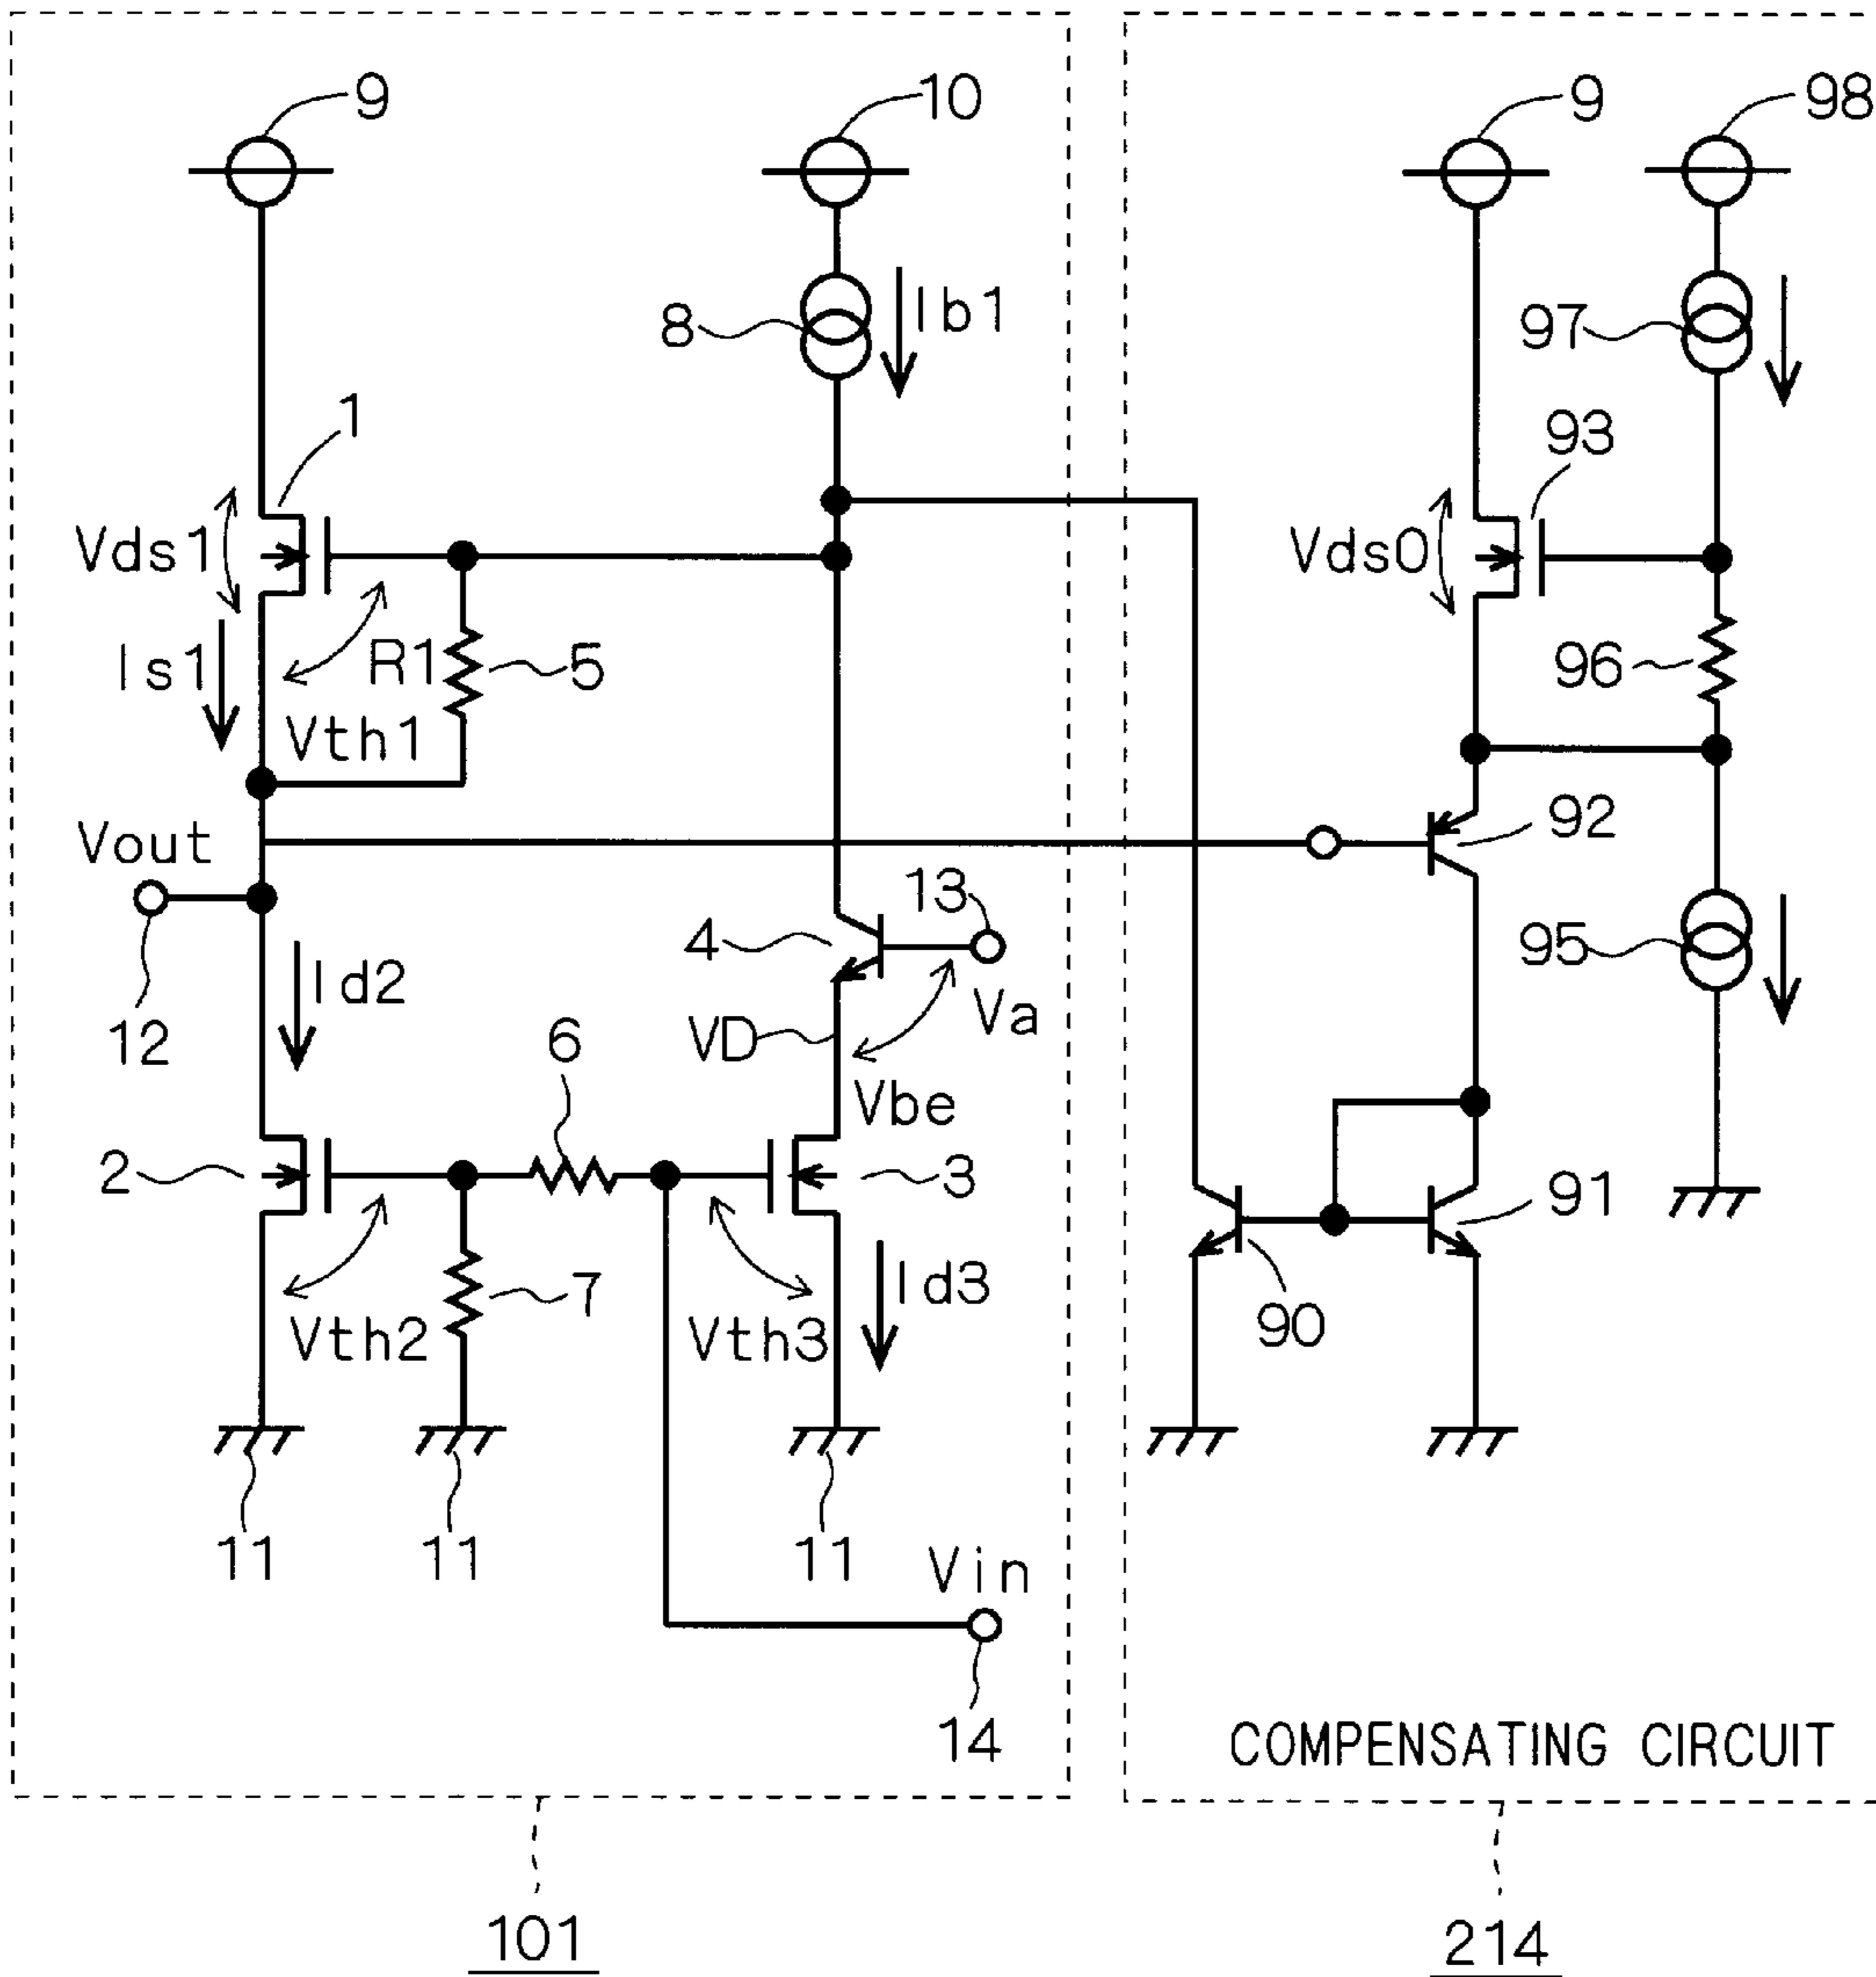 9
10
9
98
8
Ib1
97
1
93
Vds1
Vds0
Is1
R1
5
96
Vth1
Vout
92
13
4
95
Id2
Va
12
6
VD
Vbe
2
3
91
7
Id3
90
Vth2
Vth3
11
11
11
Vin
14
COMPENSATING CIRCUIT
101
214